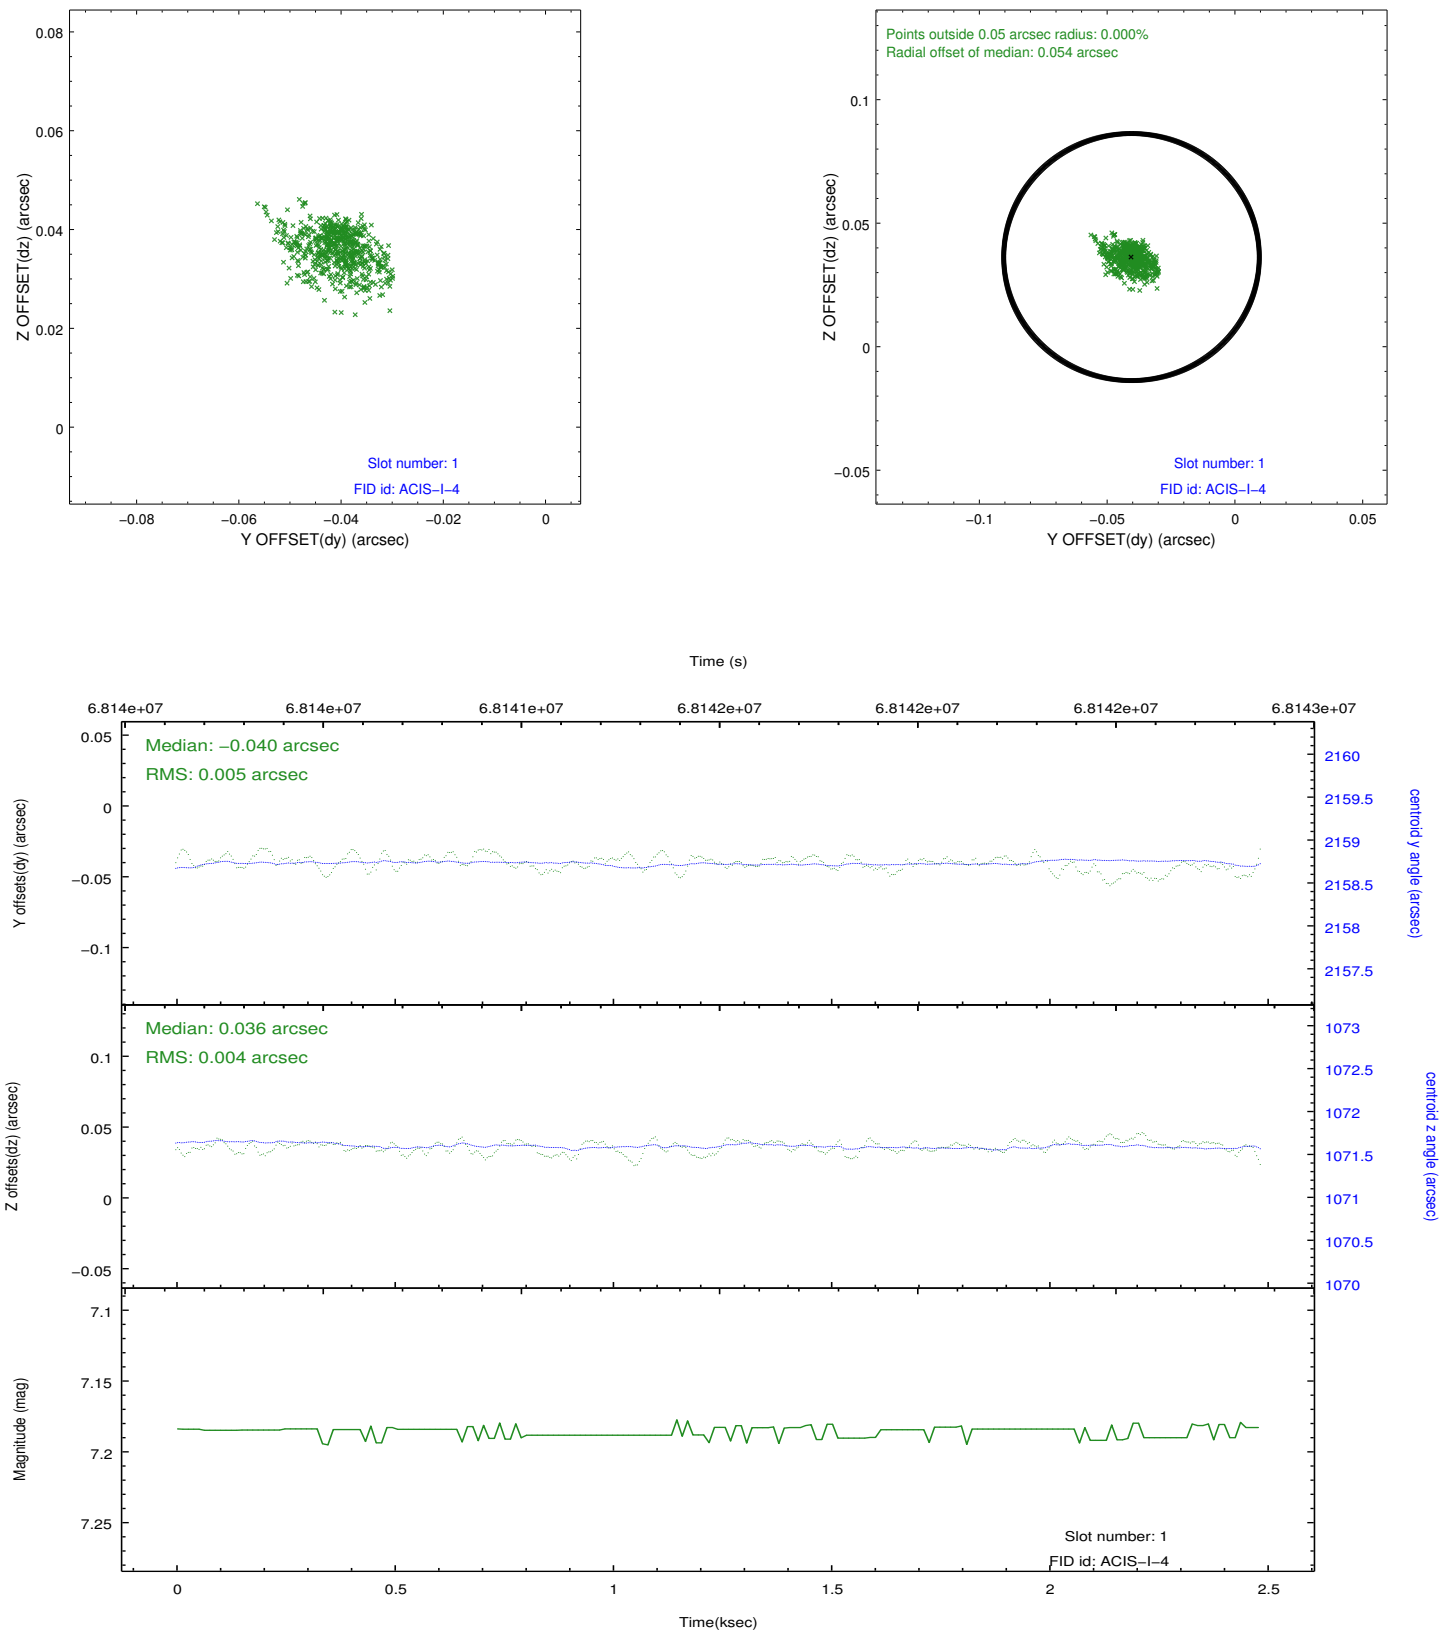 0.08
0.06
0.04
0.02
0
Z OFFSET(dz) (arcsec)
Slot number: 1
FID id: ACIS−I−4
−0.08
−0.06
−0.04
−0.02
0
Y OFFSET(dy) (arcsec)
Points outside 0.05 arcsec radius: 0.000%
Radial offset of median: 0.054 arcsec
0.1
0.05
0
−0.05
Z OFFSET(dz) (arcsec)
Slot number: 1
FID id: ACIS−I−4
−0.1
−0.05
0
0.05
Y OFFSET(dy) (arcsec)
Time (s)
6.814e+07
6.814e+07
6.8141e+07
6.8142e+07
6.8142e+07
6.8142e+07
6.8143e+07
Median: −0.040 arcsec
RMS: 0.005 arcsec
0.05
0
−0.05
−0.1
Y offsets(dy) (arcsec)
2160
2159.5
2159
2158.5
2158
2157.5
centroid y angle (arcsec)
Median: 0.036 arcsec
RMS: 0.004 arcsec
0.1
0.05
0
−0.05
Z offsets(dz) (arcsec)
1073
1072.5
1072
1071.5
1071
1070.5
1070
centroid z angle (arcsec)
7.1
7.15
7.2
7.25
Magnitude (mag)
Slot number: 1
FID id: ACIS−I−4
0
0.5
1
1.5
2
2.5
Time(ksec)